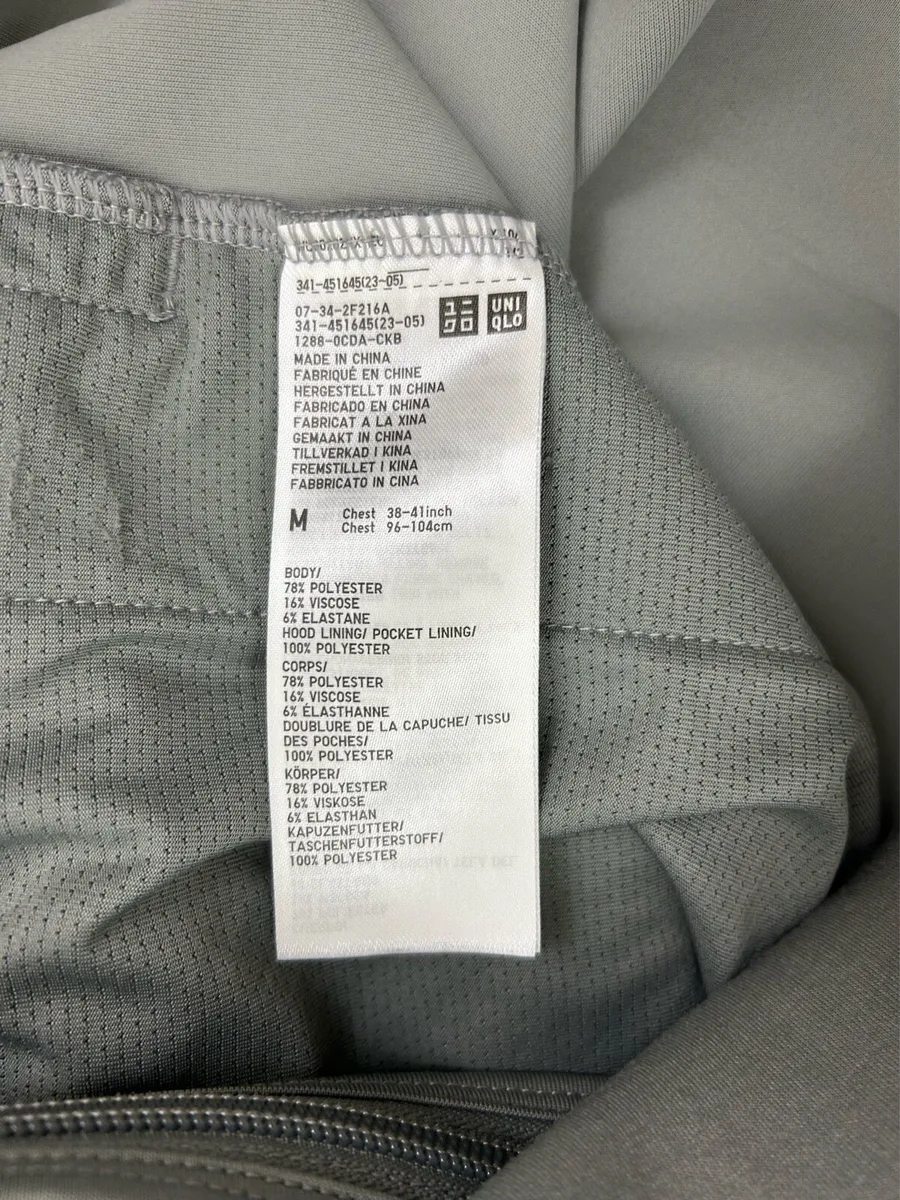 341-451645(23-05)
07-34-2F216A
341-451645(23-05)
1288-0CDA-CKB
ユニ
クロ
UNI
QLO
MADE IN CHINA
FABRIQUÉ EN CHINE
HERGESTELLT IN CHINA
FABRICADO EN CHINA
FABRICAT A LA XINA
GEMAAKT IN CHINA
TILLVERKAD I KINA
FREMSTILLET I KINA
FABBRICATO IN CINA
M Chest 38-41inch
Chest 96-104cm
BODY/
78% POLYESTER
16% VISCOSE
6% ELASTANE
HOOD LINING/ POCKET LINING/
100% POLYESTER
CORPS/
78% POLYESTER
16% VISCOSE
6% ÉLASTHANNE
DOUBLURE DE LA CAPUCHE/ TISSU
DES POCHES/
100% POLYESTER
KÖRPER/
78% POLYESTER
16% VISKOSE
6% ELASTHAN
KAPUZENFUTTER/
TASCHENFUTTERSTOFF/
100% POLYESTER